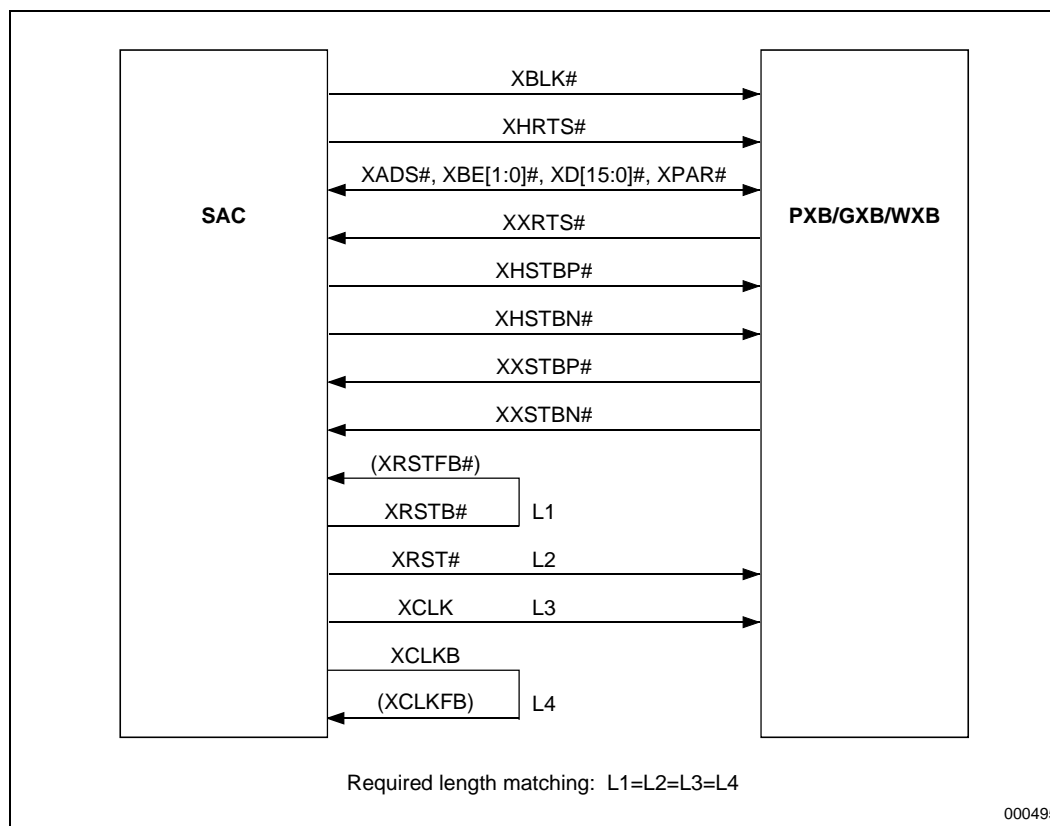 XBLK#
XHRTS#
XADS#, XBE[1:0]#, XD[15:0]#, XPAR#
SAC
PXB/GXB/WXB
XXRTS#
XHSTBP#
XHSTBN#
XXSTBP#
XXSTBN#
(XRSTFB#)
XRSTB# L1
XRST# L2
XCLK L3
XCLKB
(XCLKFB) L4
Required length matching: L1=L2=L3=L4